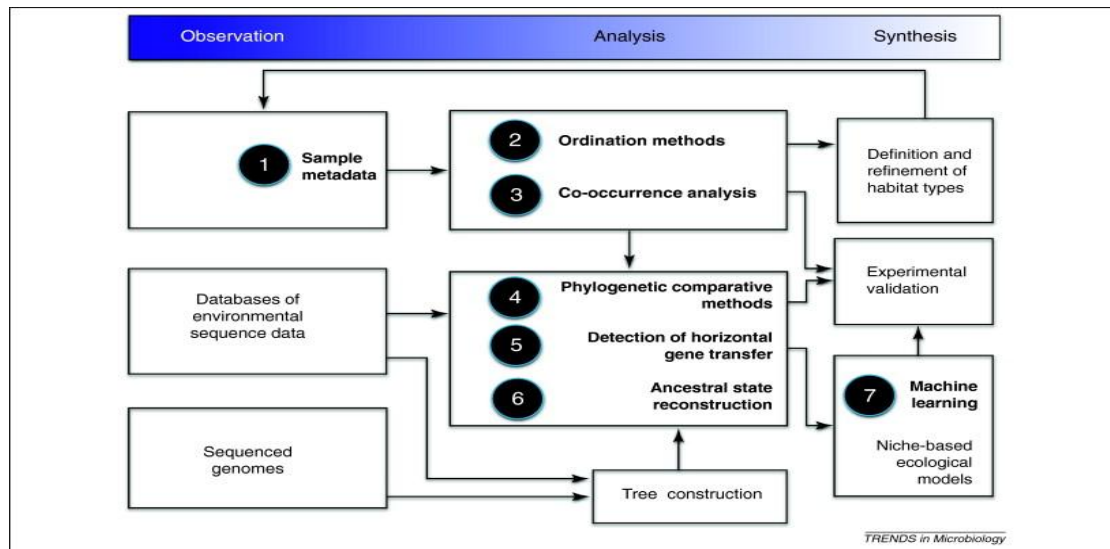 Observation
Analysis
Synthesis
1
Sample
metadata
2
Ordination methods
3
Co-occurrence analysis
Definition and
refinement of
habitat types
Databases of
environmental
sequence data
4
Phylogenetic comparative
methods
5
Detection of horizontal
gene transfer
6
Ancestral state
reconstruction
Experimental
validation
7
Machine
learning
Niche-based
ecological
models
Sequenced
genomes
Tree construction
TRENDS in Microbiology